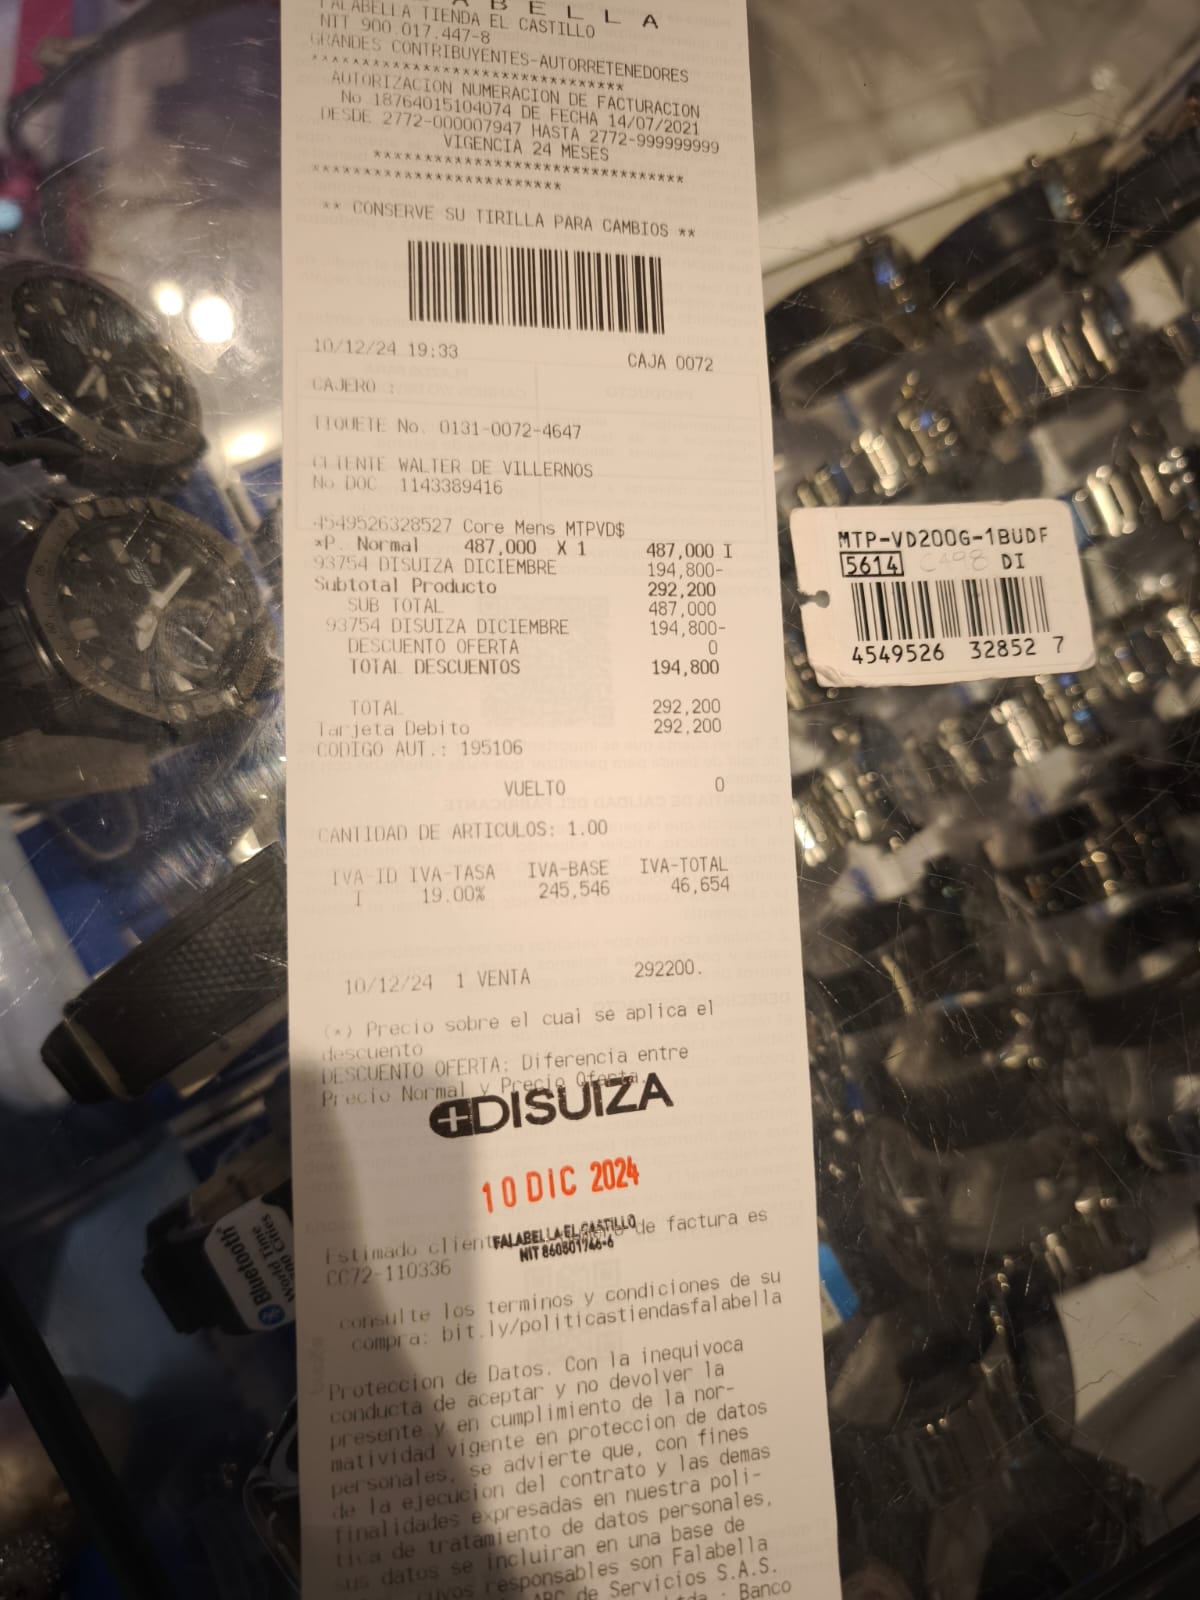 A B E L L A
FALABELLA TIENDA EL CASTILLO
NIT 900.017.447-8
GRANDES CONTRIBUYENTES-AUTORRETENEDORES
******************************
AUTORIZACION NUMERACION DE FACTURACION
No 18764015104074 DE FECHA 14/07/2021
DESDE 2772-000007947 HASTA 2772-999999999
VIGENCIA 24 MESES
******************************
************************
** CONSERVE SU TIRILLA PARA CAMBIOS **
10/12/24 19:33 CAJA 0072
CAJERO :
TIQUETE No. 0131-0072-4647
CLIENTE WALTER DE VILLERNOS
No DOC 1143389416
4549526328527 Core Mens MTPVD$
*P. Normal 487,000 X 1 487,000 I
93754 DISUIZA DICIEMBRE 194,800-
Subtotal Producto 292,200
SUB TOTAL 487,000
93754 DISUIZA DICIEMBRE 194,800-
DESCUENTO OFERTA 0
TOTAL DESCUENTOS 194,800
TOTAL 292,200
Tarjeta Debito 292,200
CODIGO AUT.: 195106
VUELTO 0
CANTIDAD DE ARTICULOS: 1.00
IVA-ID IVA-TASA IVA-BASE IVA-TOTAL
I 19.00% 245,546 46,654
10/12/24 1 VENTA 292200.
(*) Precio sobre el cual se aplica el
descuento
DESCUENTO OFERTA: Diferencia entre
Precio Normal y Precio Oferta.
DISUIZA
10 DIC 2024
FALABELLA EL CASTILLO
NIT 860501766-6
Estimado client de factura es
CC72-110336
consulte los terminos y condiciones de su
compra: bit.ly/politicastiendasfalabella
Proteccion de Datos. Con la inequivoca
conducta de aceptar y no devolver la
presente y en cumplimiento de la nor-
matividad vigente en proteccion de datos
personales, se advierte que, con fines
de la ejecucion del contrato y las demas
finalidades expresadas en nuestra poli-
tica de tratamiento de datos personales,
sus datos se incluiran en una base de
cuyos responsables son Falabella
ABC de Servicios S.A.S.
Banco
MTP-VD200G-1BUDF
5614 DI
4549526 32852 7
Bluetooth
World Time
300 Cities